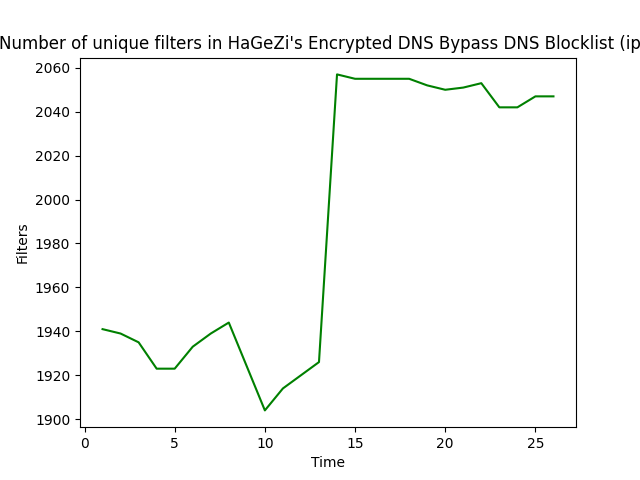 Number of unique filters in HaGeZi's Encrypted DNS Bypass DNS Blocklist (ip
2060
2040
2020
2000
1980
1960
1940
1920
1900
Filters
0 5 10 15 20 25
Time